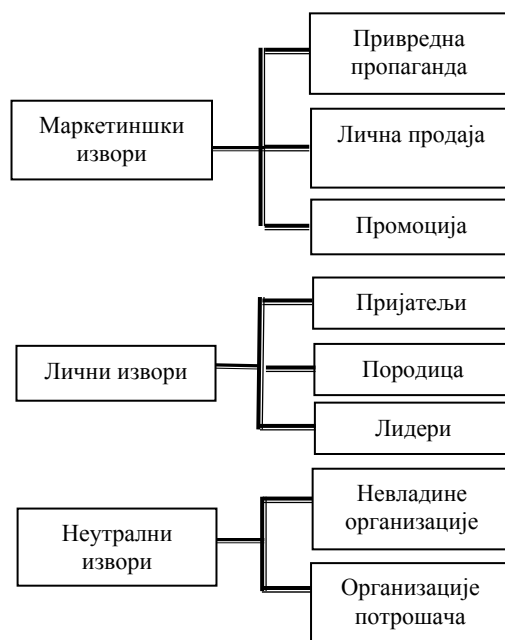 Маркетиншки
извори
Привредна
пропаганда
Лична продаја
Промоција
Лични извори
Пријатељи
Породица
Лидери
Неутрални
извори
Невладине
организације
Организације
потрошача